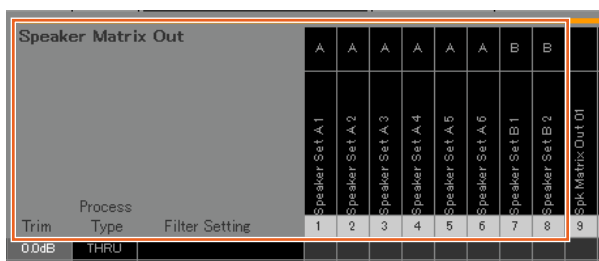 Speaker Matrix Out
A A A A A A B B
Speaker Set A 1
Speaker Set A 2
Speaker Set A 3
Speaker Set A 4
Speaker Set A 5
Speaker Set A 6
Speaker Set B 1
Speaker Set B 2
Spk Matrix Out 01
Process
Trim Type Filter Setting 1 2 3 4 5 6 7 8 9
0.0dB THRU